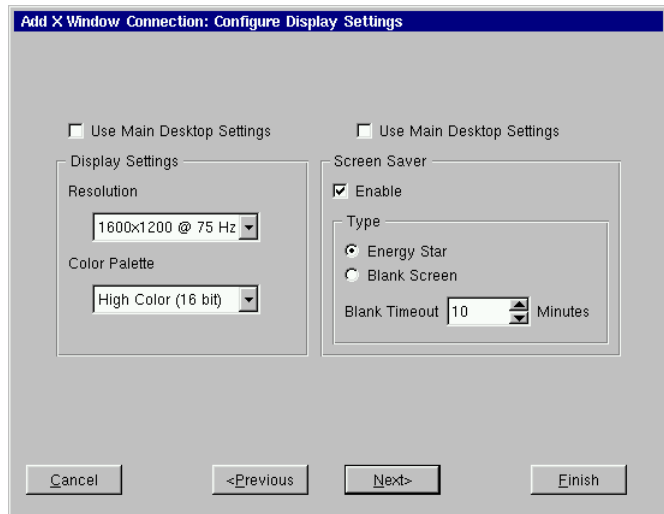 Add X Window Connection: Configure Display Settings
Use Main Desktop Settings
Use Main Desktop Settings
Display Settings
Resolution
1600x1200 @ 75 Hz
Color Palette
High Color (16 bit)
Screen Saver
Enable
Type
Energy Star
Blank Screen
Blank Timeout 10 Minutes
Cancel
<Previous
Next>
Finish